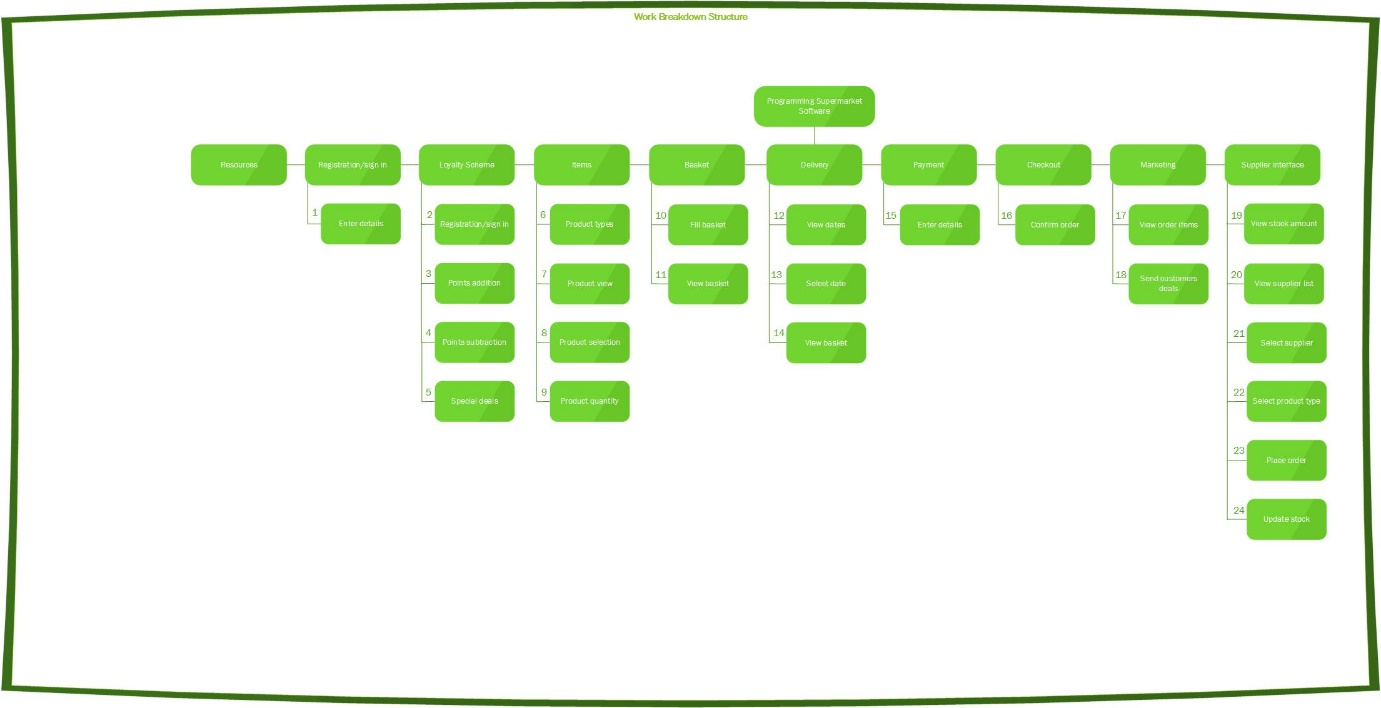 Work Breakdown Structure
Programming Supermarket
Software
Resources
Registration/sign in
Loyalty Scheme
Items
Basket
Delivery
Payment
Checkout
Marketing
Supplier interface
1
Enter details
2
Registration/sign in
3
Points addition
4
Points subtraction
5
Special deals
6
Product types
7
Product view
8
Product selection
9
Product quantity
10
Fill basket
11
View basket
12
View dates
13
Select date
14
View basket
15
Enter details
16
Confirm order
17
View order items
18
Send customers
deals
19
View stock amount
20
View supplier list
21
Select supplier
22
Select product type
23
Place order
24
Update stock